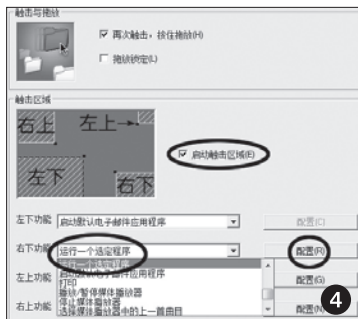 触击与拖放
再次触击，按住拖放(H)
拖放锁定(L)
触击区域
右上 左上
启动触击区域(E)
左下 右下
左下功能 启动默认电子邮件应用程序 配置(C)
右下功能 运行一个选定程序 配置(R)
运行一个选定程序
启动默认电子邮件应用程序
左上功能 打印 配置(G)
播放/暂停媒体播放器
停止媒体播放器
右上功能 选择媒体播放器中的上一首曲目 配置(N)
4